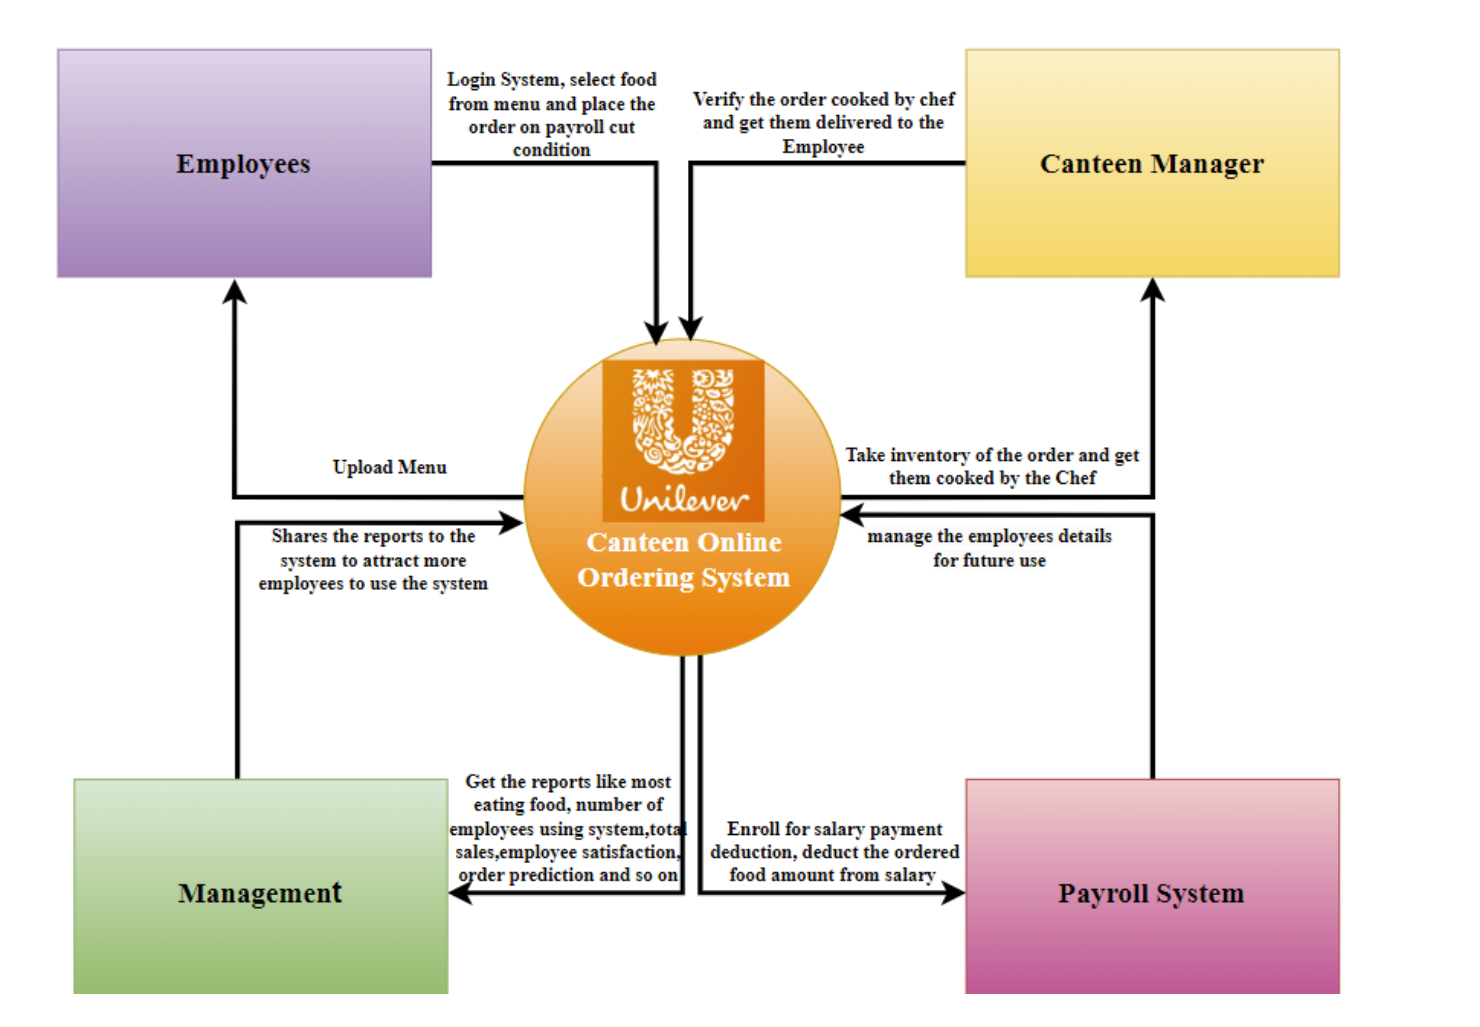 Login System, select food
from menu and place the
order on payroll cut
condition
Verify the order cooked by chef
and get them delivered to the
Employee
Employees
Canteen Manager
Upload Menu
Take inventory of the order and get
them cooked by the Chef
Unilever
Canteen Online
Ordering System
Shares the reports to the
system to attract more
employees to use the system
manage the employees details
for future use
Get the reports like most
eating food, number of
employees using system,total
sales,employee satisfaction,
order prediction and so on
Enroll for salary payment
deduction, deduct the ordered
food amount from salary
Management
Payroll System